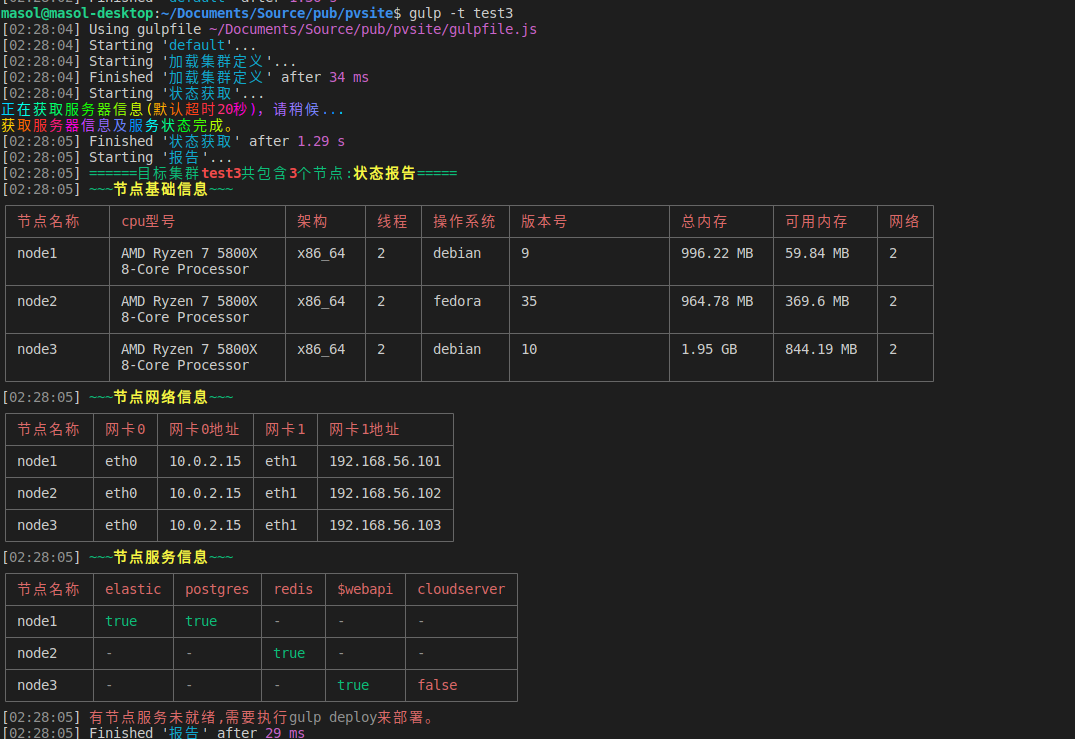 masol@masol-desktop:~/Documents/Source/pub/pvsite$ gulp -t test3
[02:28:04] Using gulpfile ~/Documents/Source/pub/pvsite/gulpfile.js
[02:28:04] Starting 'default'...
[02:28:04] Starting '加载集群定义'...
[02:28:04] Finished '加载集群定义' after 34 ms
[02:28:04] Starting '状态获取'...
正在获取服务器信息(默认超时20秒), 请稍候...
获取服务器信息及服务状态完成。
[02:28:05] Finished '状态获取' after 1.29 s
[02:28:05] Starting '报告'...
[02:28:05] ======目标集群test3共包含3个节点:状态报告=====
[02:28:05] ~~~节点基础信息~~~
节点名称 cpu型号 架构 线程 操作系统 版本号 总内存 可用内存 网络
node1 AMD Ryzen 7 5800X x86_64 2 debian 9 996.22 MB 59.84 MB 2
8-Core Processor
node2 AMD Ryzen 7 5800X x86_64 2 fedora 35 964.78 MB 369.6 MB 2
8-Core Processor
node3 AMD Ryzen 7 5800X x86_64 2 debian 10 1.95 GB 844.19 MB 2
8-Core Processor
[02:28:05] ~~~节点网络信息~~~
节点名称 网卡0 网卡0地址 网卡1 网卡1地址
node1 eth0 10.0.2.15 eth1 192.168.56.101
node2 eth0 10.0.2.15 eth1 192.168.56.102
node3 eth0 10.0.2.15 eth1 192.168.56.103
[02:28:05] ~~~节点服务信息~~~
节点名称 elastic postgres redis $webapi cloudserver
node1 true true - - -
node2 - - true - -
node3 - - - true false
[02:28:05] 有节点服务未就绪,需要执行gulp deploy来部署。
[02:28:05] Finished '报告' after 29 ms